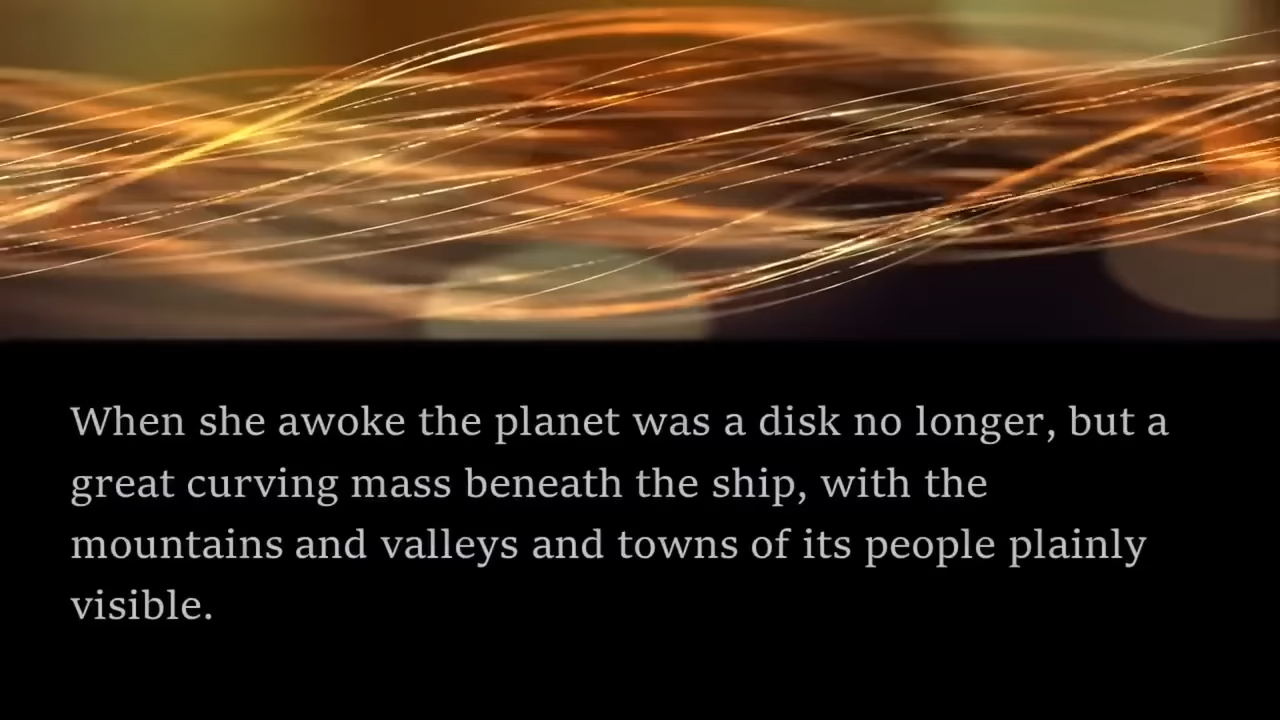 When she awoke the planet was a disk no longer, but a
great curving mass beneath the ship, with the
mountains and valleys and towns of its people plainly
visible.